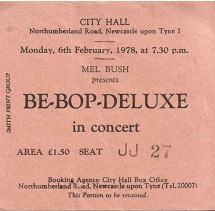 CITY HALL
Northumberland Road, Newcastle upon Tyne 1
Monday, 6th February, 1978, at 7.30 p.m.
MEL BUSH
presents
BE-BOP-DELUXE
in concert
AREA £1.50 SEAT JJ 27
Booking Agents: City Hall Box Office
Northumberland Road, Newcastle upon Tyne (Tel. 20007)
This Portion to be retained.
SMITH PRINT GROUP